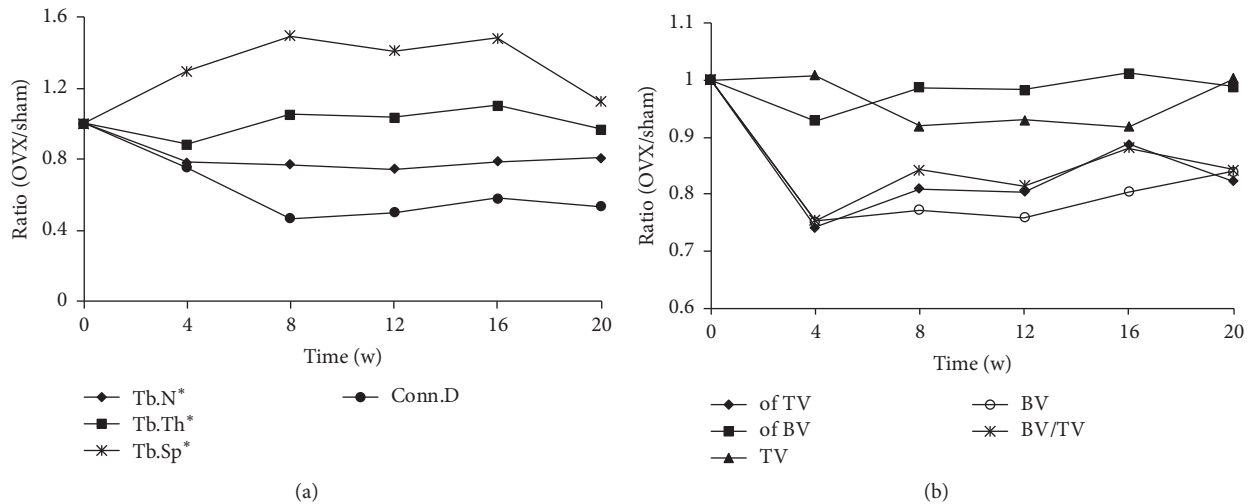 1.6
1.2
0.8
0.4
0
Ratio (OVX/sham)
0 4 8 12 16 20
Time (w)
Tb.N*
Tb.Th*
Tb.Sp*
Conn.D
(a)
1.1
1
0.9
0.8
0.7
0.6
Ratio (OVX/sham)
0 4 8 12 16 20
Time (w)
of TV
of BV
TV
BV
BV/TV
(b)